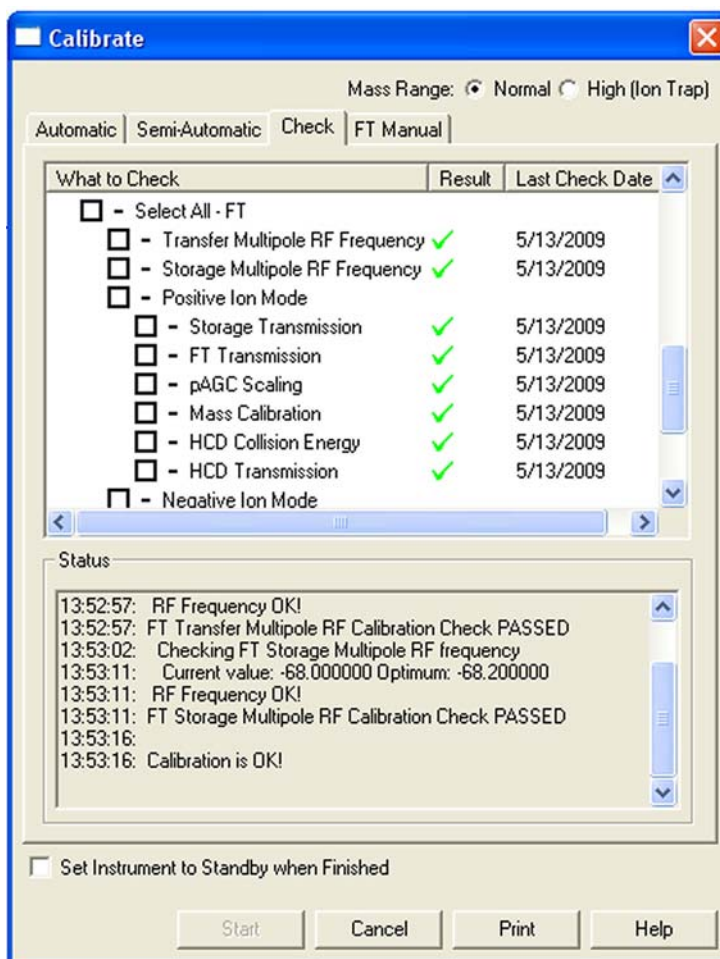 Calibrate
Mass Range: Normal High (Ion Trap)
Automatic Semi-Automatic Check FT Manual
What to Check Result Last Check Date
- Select All - FT
- Transfer Multipole RF Frequency 5/13/2009
- Storage Multipole RF Frequency 5/13/2009
- Positive Ion Mode
- Storage Transmission 5/13/2009
- FT Transmission 5/13/2009
- pAGC Scaling 5/13/2009
- Mass Calibration 5/13/2009
- HCD Collision Energy 5/13/2009
- HCD Transmission 5/13/2009
- Negative Ion Mode
Status
13:52:57: RF Frequency OK!
13:52:57: FT Transfer Multipole RF Calibration Check PASSED
13:53:02: Checking FT Storage Multipole RF frequency
13:53:11: Current value: -68.000000 Optimum: -68.200000
13:53:11: RF Frequency OK!
13:53:11: FT Storage Multipole RF Calibration Check PASSED
13:53:16:
13:53:16: Calibration is OK!
Set Instrument to Standby when Finished
Start Cancel Print Help